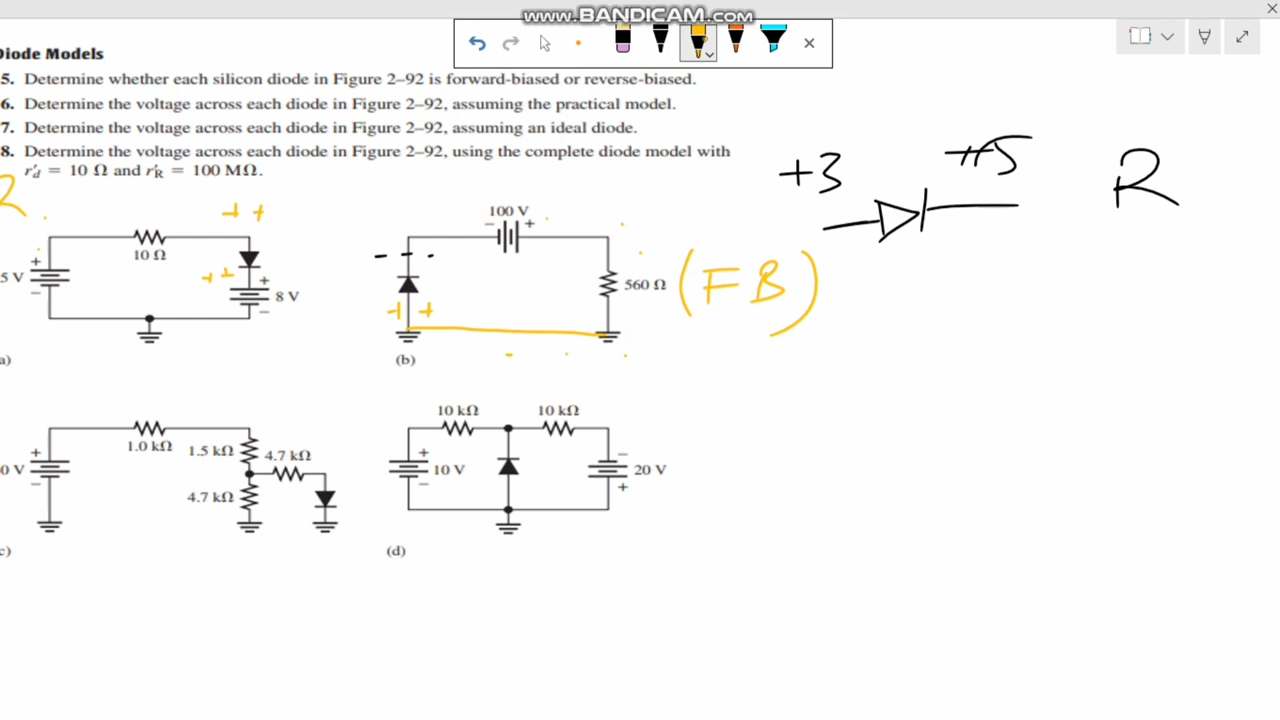 www.BANDICAM.com
Diode Models
5. Determine whether each silicon diode in Figure 2–92 is forward-biased or reverse-biased.
6. Determine the voltage across each diode in Figure 2–92, assuming the practical model.
7. Determine the voltage across each diode in Figure 2–92, assuming an ideal diode.
8. Determine the voltage across each diode in Figure 2–92, using the complete diode model with
r′d = 10 Ω and r′R = 100 MΩ.
+3 +5 R
R
+ +
100 V
− +
+
10 Ω
5 V
−
+ +
+
8 V
−
560 Ω
(FB)
+ +
a)
(b)
10 kΩ 10 kΩ
+
1.0 kΩ 1.5 kΩ 4.7 kΩ
0 V
−
4.7 kΩ
+
10 V
−
−
20 V
+
c)
(d)